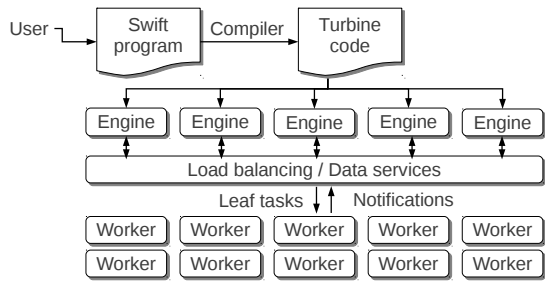 User
Swift
program
Compiler
Turbine
code
Engine Engine Engine Engine Engine
Load balancing / Data services
Leaf tasks Notifications
Worker Worker Worker Worker Worker
Worker Worker Worker Worker Worker